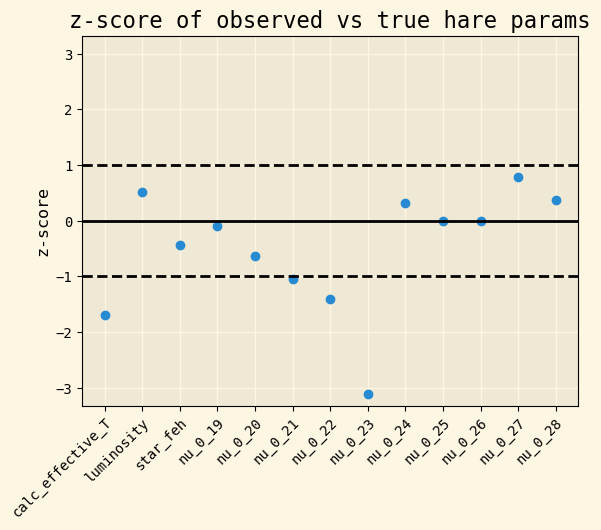 z-score of observed vs true hare params
3
2
1
0
−1
−2
−3
z-score
calc_effective_T
luminosity
star_feh
nu_0_19
nu_0_20
nu_0_21
nu_0_22
nu_0_23
nu_0_24
nu_0_25
nu_0_26
nu_0_27
nu_0_28